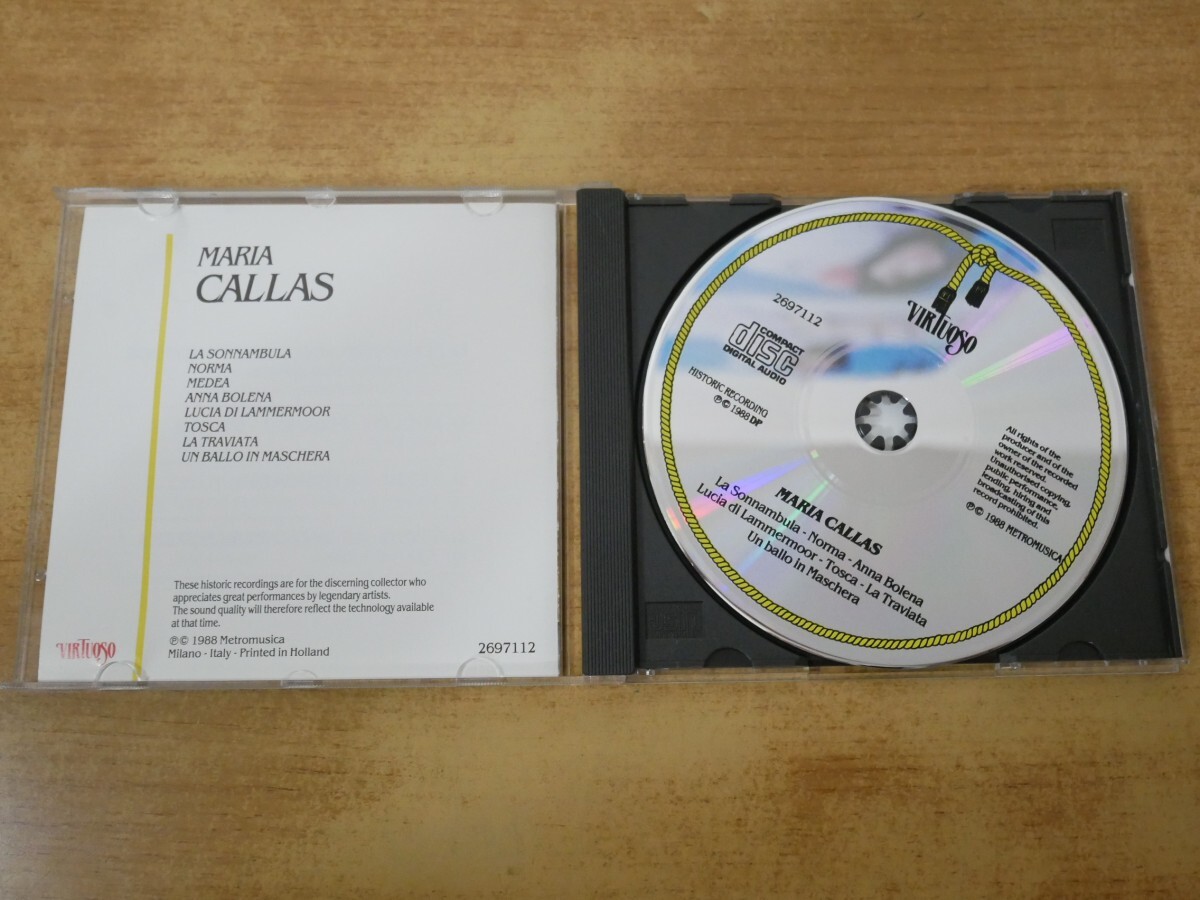 MARIA
CALLAS
LA SONNAMBULA
NORMA
MEDEA
ANNA BOLENA
LUCIA DI LAMMERMOOR
TOSCA
LA TRAVIATA
UN BALLO IN MASCHERA
These historic recordings are for the discerning collector who
appreciates great performances by legendary artists.
The sound quality will therefore reflect the technology available
at that time.
℗© 1988 Metromusica
Milano - Italy - Printed in Holland
VIRTUOSO
2697112
VIRTUOSO
2697112
COMPACT
disc
DIGITAL AUDIO
HISTORIC RECORDING
℗© 1988 DP
All rights of the
producer and of the
owner of the recorded
work reserved.
Unauthorised copying,
public performance,
lending, hiring and
broadcasting of this
record prohibited.
℗© 1988 METROMUSICA
MARIA CALLAS
La Sonnambula - Norma - Anna Bolena
Lucia di Lammermoor - Tosca - La Traviata
Un ballo in Maschera